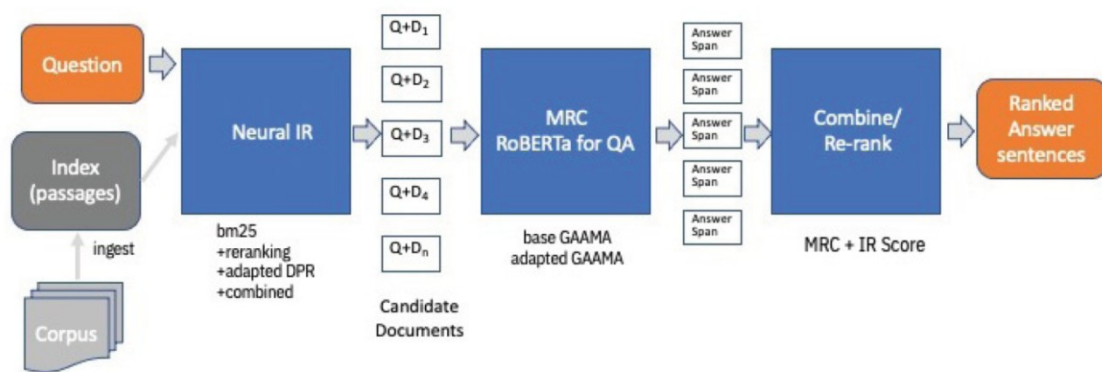 Question
Index
(passages)
ingest
Corpus
Neural IR
bm25
+reranking
+adapted DPR
+combined
Q+D1
Q+D2
Q+D3
Q+D4
Q+Dn
Candidate
Documents
MRC
RoBERTa for QA
base GAAMA
adapted GAAMA
Answer
Span
Answer
Span
Answer
Span
Answer
Span
Answer
Span
Combine/
Re-rank
MRC + IR Score
Ranked
Answer
sentences